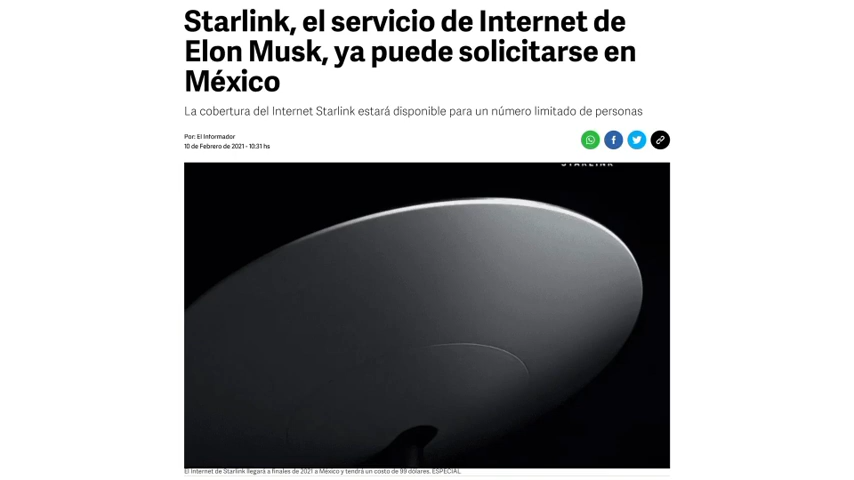 Starlink, el servicio de Internet de
Elon Musk, ya puede solicitarse en
México
La cobertura del Internet Starlink estará disponible para un número limitado de personas
Por: El Informador
10 de Febrero de 2021 - 10:31 hs
STARLINK
El Internet de Starlink llegará a finales de 2021 a México y tendrá un costo de 99 dólares. ESPECIAL